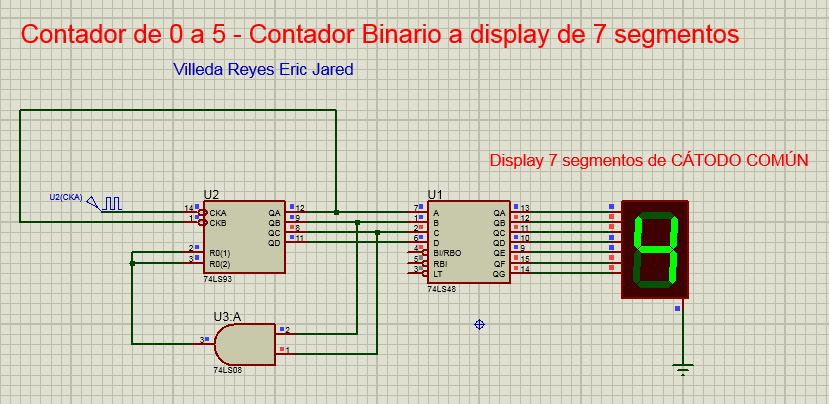 Contador de 0 a 5 - Contador Binario a display de 7 segmentos
Villeda Reyes Eric Jared
Display 7 segmentos de CÁTODO COMÚN
U2(CKA)
U2
14 CKA QA 12
1 CKB QB 9
QC 8
QD 11
2 R0(1)
3 R0(2)
74LS93
U1
7 A QA 13
1 B QB 12
2 C QC 11
6 D QD 10
4 BI/RBO QE 9
5 RBI QF 15
3 LT QG 14
74LS48
4
U3:A
3 2
1
74LS08